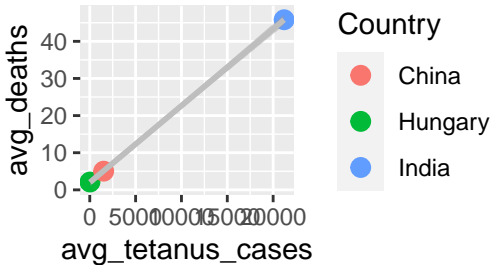 Country
China
Hungary
India
avg_deaths
40
30
20
10
0
0 5000 10000 15000 20000
avg_tetanus_cases